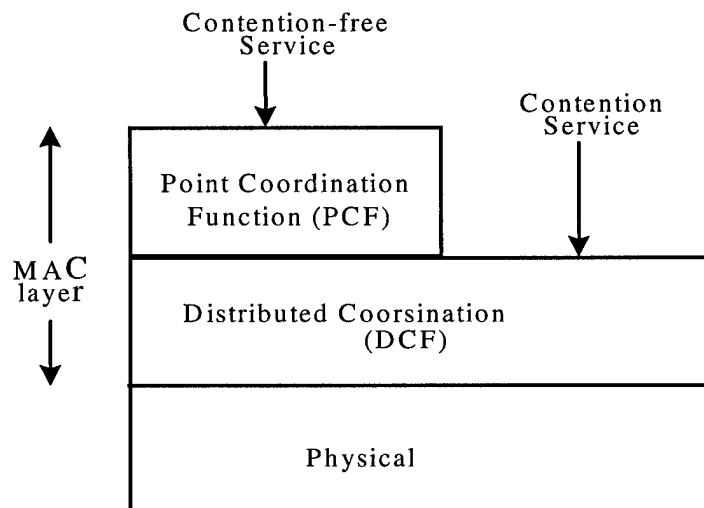 Contention-free
Service
Contention
Service
Point Coordination
Function (PCF)
MAC
layer
Distributed Coorsination
(DCF)
Physical